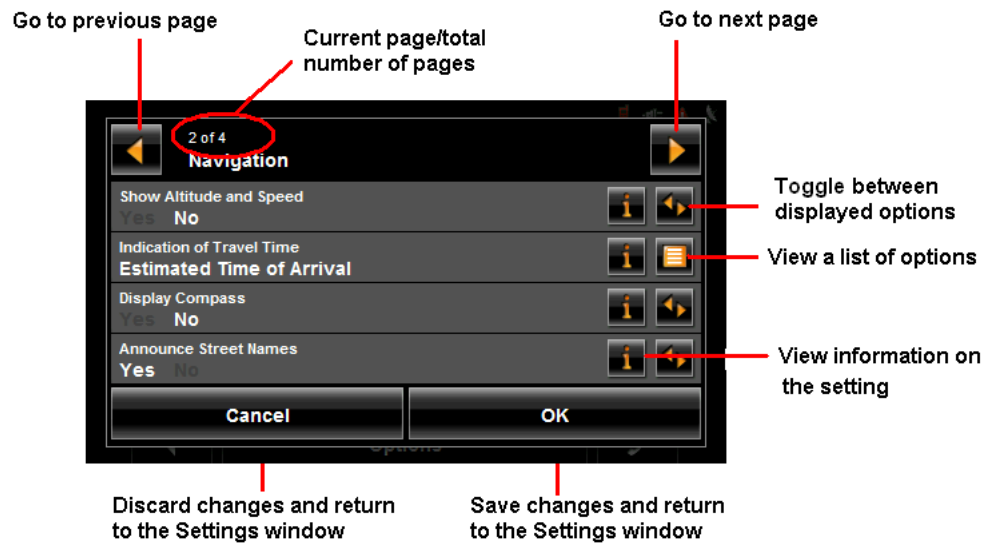 Go to previous page
Go to next page
Current page/total
number of pages
2 of 4
Navigation
Show Altitude and Speed
Yes No
Toggle between
displayed options
Indication of Travel Time
Estimated Time of Arrival
View a list of options
Display Compass
Yes No
Announce Street Names
Yes No
View information on
the setting
Cancel OK
Options
Discard changes and return
to the Settings window
Save changes and return
to the Settings window